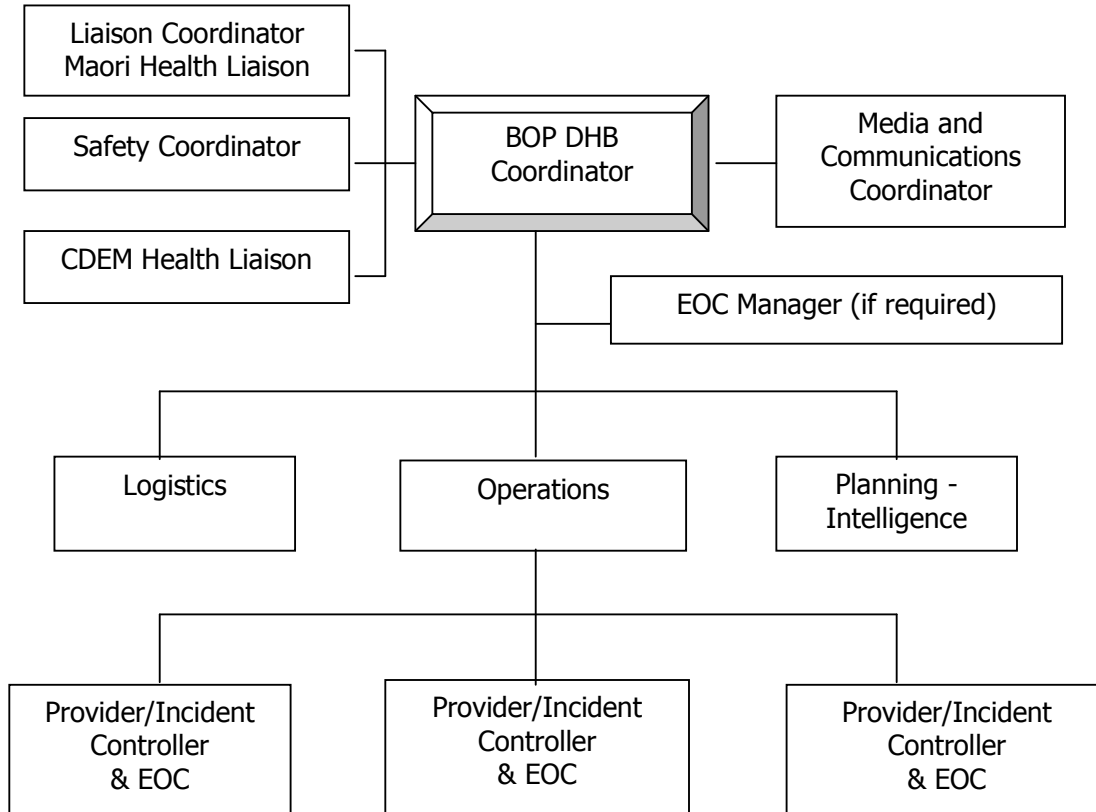 Liaison Coordinator
Maori Health Liaison
BOP DHB
Coordinator
Media and
Communications
Coordinator
Safety Coordinator
CDEM Health Liaison
EOC Manager (if required)
Logistics
Operations
Planning -
Intelligence
Provider/Incident
Controller
& EOC
Provider/Incident
Controller
& EOC
Provider/Incident
Controller
& EOC